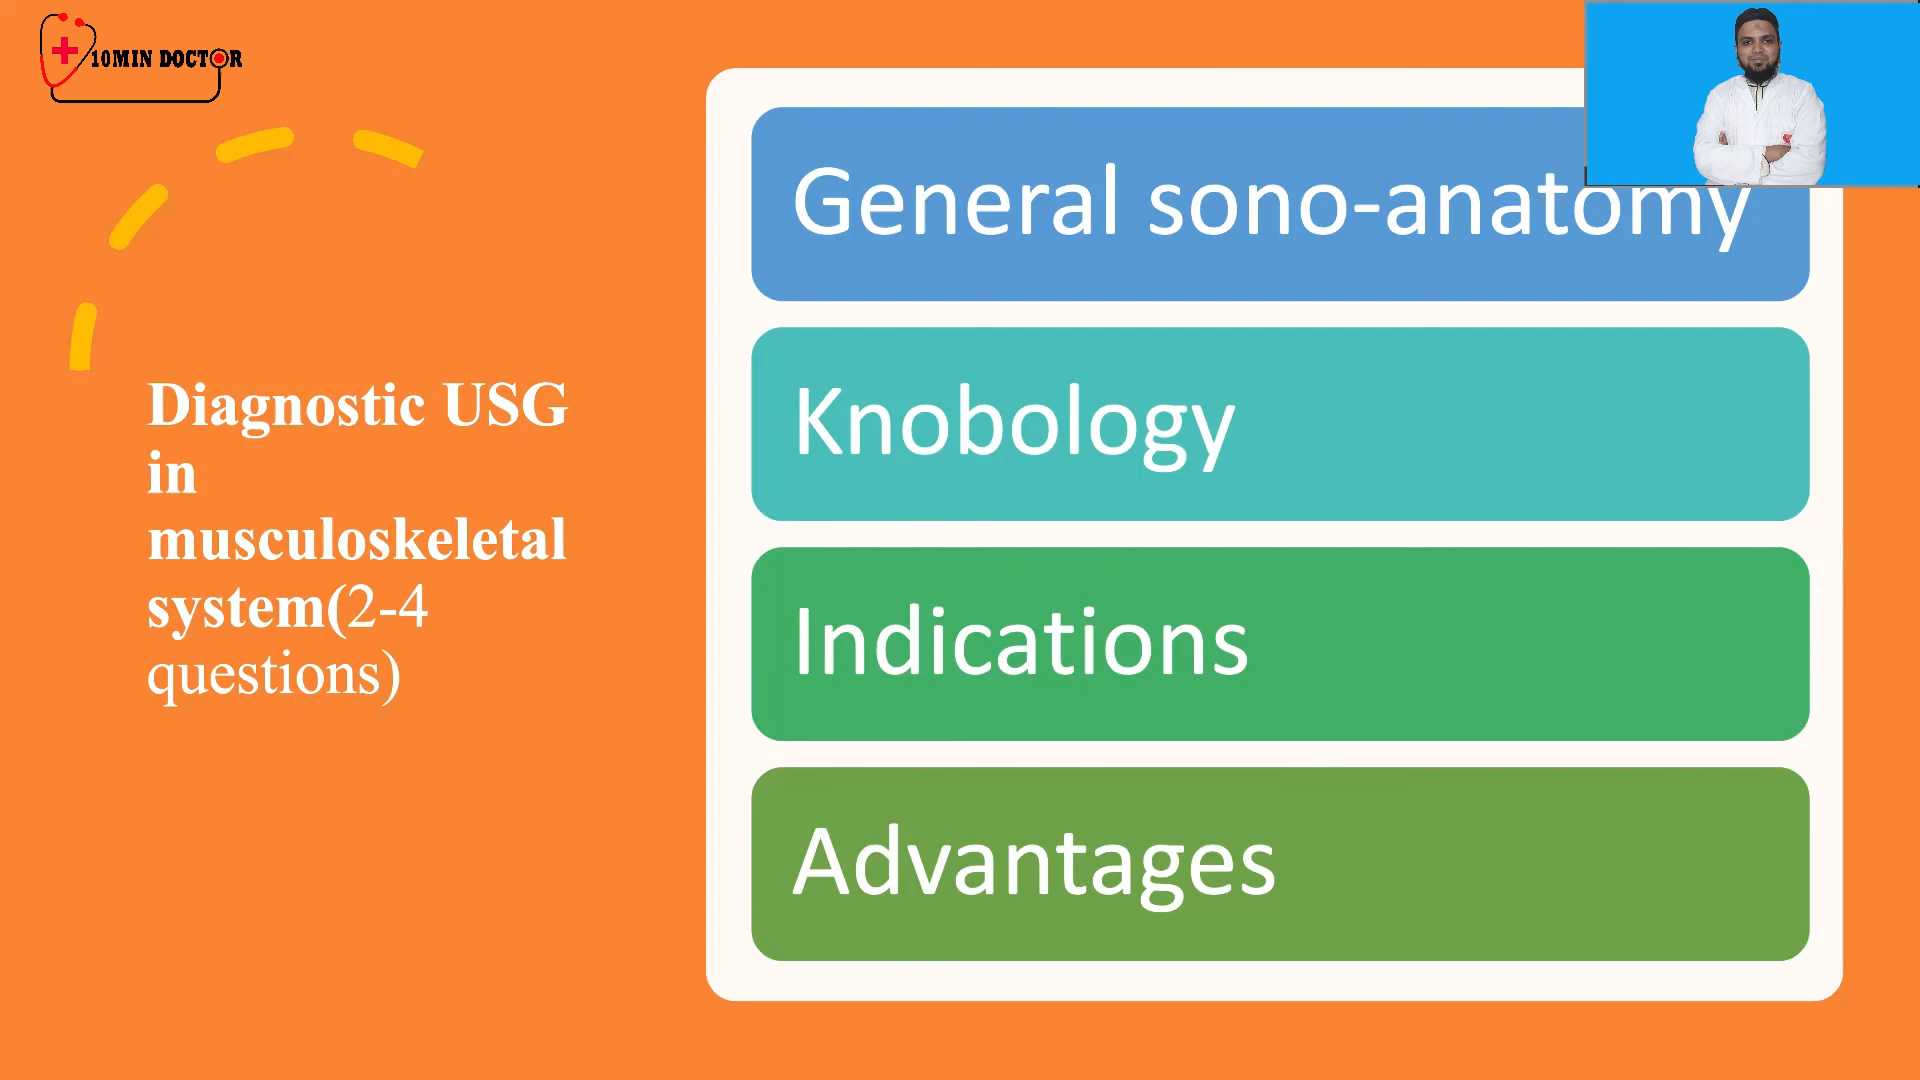 10MIN DOCTOR
Diagnostic USG
in
musculoskeletal
system(2-4
questions)
General sono-anatomy
Knobology
Indications
Advantages